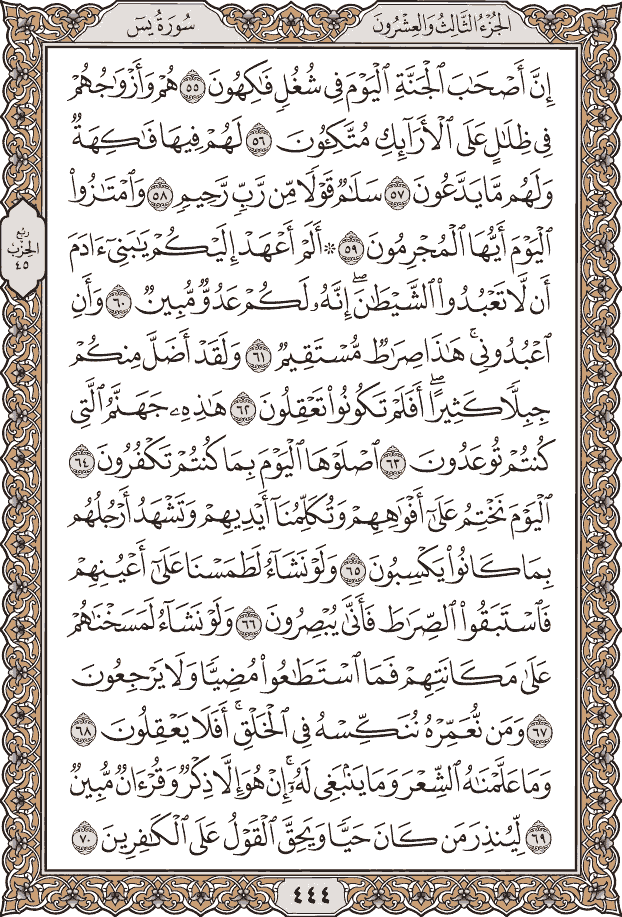 سُورَةُ يسٓ
الجُزْءُ الثَّالِثُ وَالعِشْرُونَ
إِنَّ أَصْحَٰبَ ٱلْجَنَّةِ ٱلْيَوْمَ فِى شُغُلٍ فَٰكِهُونَ ٥٥ هُمْ وَأَزْوَٰجُهُمْ
فِى ظِلَٰلٍ عَلَى ٱلْأَرَآئِكِ مُتَّكِـُٔونَ ٥٦ لَهُمْ فِيهَا فَٰكِهَةٌ
وَلَهُم مَّا يَدَّعُونَ ٥٧ سَلَٰمٌ قَوْلًا مِّن رَّبٍّ رَّحِيمٍ ٥٨ وَٱمْتَٰزُوا۟
ٱلْيَوْمَ أَيُّهَا ٱلْمُجْرِمُونَ ٥٩ ۞ أَلَمْ أَعْهَدْ إِلَيْكُمْ يَٰبَنِىٓ ءَادَمَ
أَن لَّا تَعْبُدُوا۟ ٱلشَّيْطَٰنَ ۖ إِنَّهُۥ لَكُمْ عَدُوٌّ مُّبِينٌ ٦٠ وَأَنِ
ٱعْبُدُونِى ۚ هَٰذَا صِرَٰطٌ مُّسْتَقِيمٌ ٦١ وَلَقَدْ أَضَلَّ مِنكُمْ
جِبِلًّا كَثِيرًا ۖ أَفَلَمْ تَكُونُوا۟ تَعْقِلُونَ ٦٢ هَٰذِهِۦ جَهَنَّمُ ٱلَّتِى
كُنتُمْ تُوعَدُونَ ٦٣ ٱصْلَوْهَا ٱلْيَوْمَ بِمَا كُنتُمْ تَكْفُرُونَ ٦٤
ٱلْيَوْمَ نَخْتِمُ عَلَىٰٓ أَفْوَٰهِهِمْ وَتُكَلِّمُنَآ أَيْدِيهِمْ وَتَشْهَدُ أَرْجُلُهُم
بِمَا كَانُوا۟ يَكْسِبُونَ ٦٥ وَلَوْ نَشَآءُ لَطَمَسْنَا عَلَىٰٓ أَعْيُنِهِمْ
فَٱسْتَبَقُوا۟ ٱلصِّرَٰطَ فَأَنَّىٰ يُبْصِرُونَ ٦٦ وَلَوْ نَشَآءُ لَمَسَخْنَٰهُمْ
عَلَىٰ مَكَانَتِهِمْ فَمَا ٱسْتَطَٰعُوا۟ مُضِيًّا وَلَا يَرْجِعُونَ
٦٧ وَمَن نُّعَمِّرْهُ نُنَكِّسْهُ فِى ٱلْخَلْقِ ۖ أَفَلَا يَعْقِلُونَ ٦٨
وَمَا عَلَّمْنَٰهُ ٱلشِّعْرَ وَمَا يَنۢبَغِى لَهُۥٓ ۚ إِنْ هُوَ إِلَّا ذِكْرٌ وَقُرْءَانٌ مُّبِينٌ
٦٩ لِّيُنذِرَ مَن كَانَ حَيًّا وَيَحِقَّ ٱلْقَوْلُ عَلَى ٱلْكَٰفِرِينَ ٧٠
ربع
الحزب
٤٥
٤٤٤